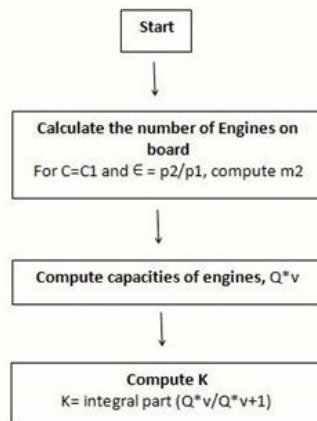 Start
Calculate the number of Engines on
board
For C=C1 and ∈ = p2/p1, compute m2
Compute capacities of engines, Q*v
Compute K
K= integral part (Q*v/Q*v+1)